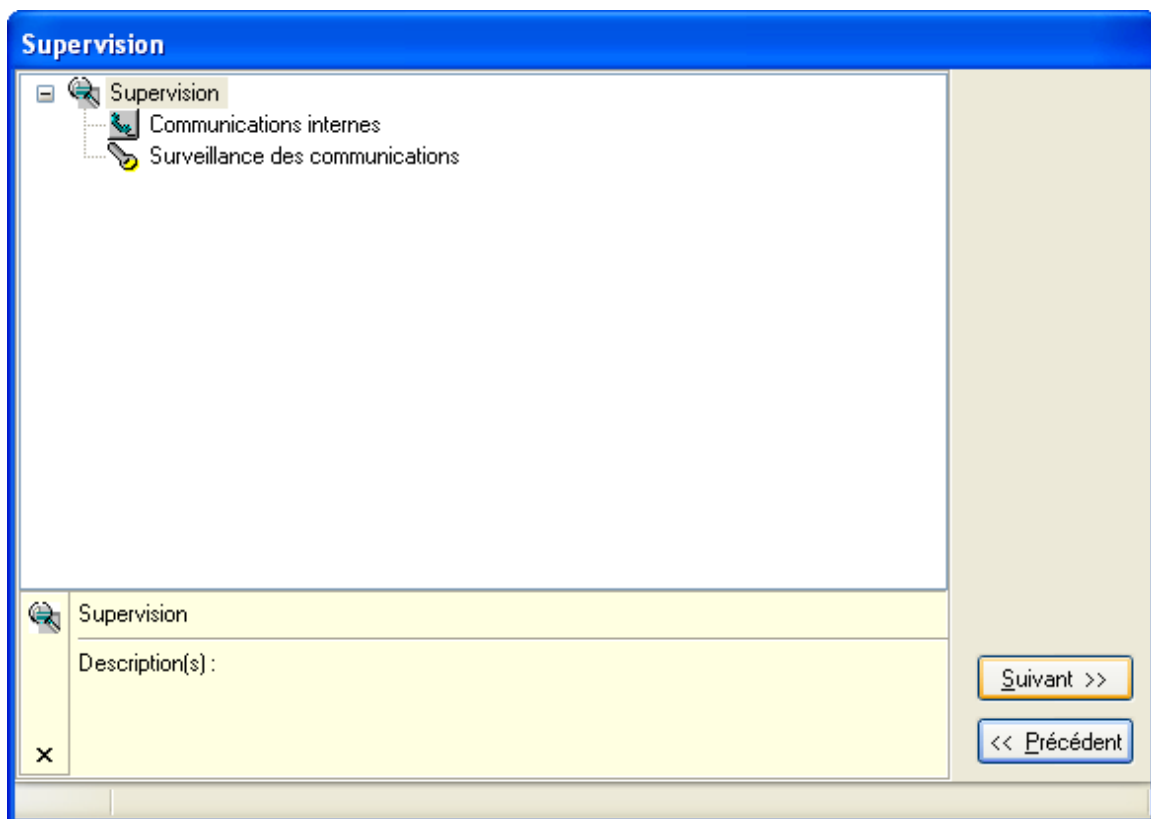 Supervision
Supervision
Communications internes
Surveillance des communications
Supervision
Description(s) :
Suivant >>
<< Précédent